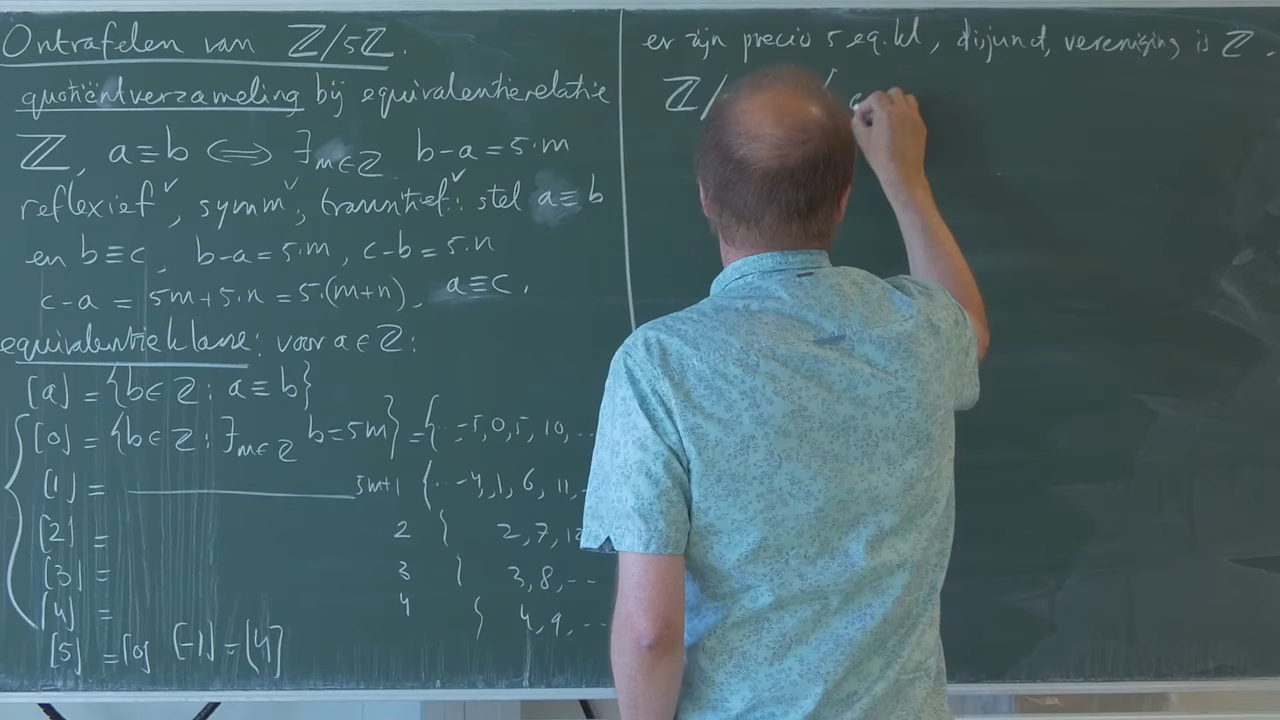 Ontrafelen van ℤ/5ℤ.
quotiëntverzameling bij equivalentierelatie
ℤ, a≡b ⟺ ∃m∈ℤ b-a=5·m
reflexief ✓, symm ✓, transitief ✓: stel a≡b
en b≡c, b-a=5·m, c-b=5·n
c-a = 5m+5·n=5·(m+n), a≡c.
equivalentieklasse: voor a∈ℤ:
[a] = {b∈ℤ: a≡b}
[0] = {b∈ℤ: ∃m∈ℤ b=5m} = {.. -5,0,5,10,..
[1] = 5m+1 {.. -4,1,6,11,..
[2] = 2 { 2,7,12
[3] = 3 { 3,8,--
[4] = 4 { 4,9,..
[5] = [0] [-1] = [4]
er zijn precies 5 eq.kl, disjunct, vereniging is ℤ.
ℤ/